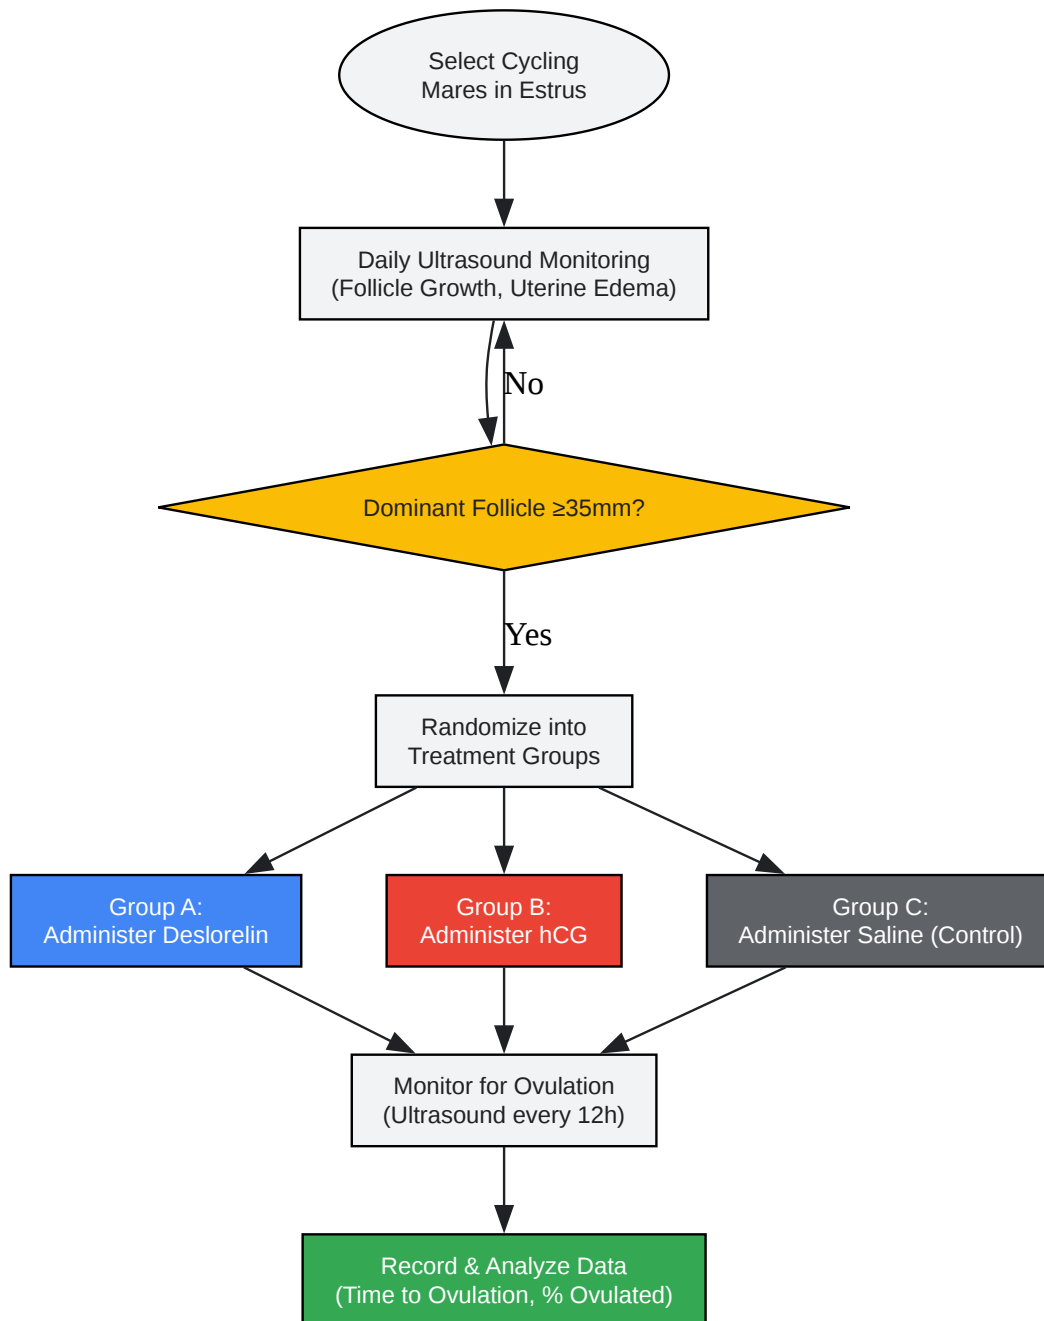 Select Cycling
Mares in Estrus
Daily Ultrasound Monitoring
(Follicle Growth, Uterine Edema)
No
Dominant Follicle ≥35mm?
Yes
Randomize into
Treatment Groups
Group A:
Administer Deslorelin
Group B:
Administer hCG
Group C:
Administer Saline (Control)
Monitor for Ovulation
(Ultrasound every 12h)
Record & Analyze Data
(Time to Ovulation, % Ovulated)